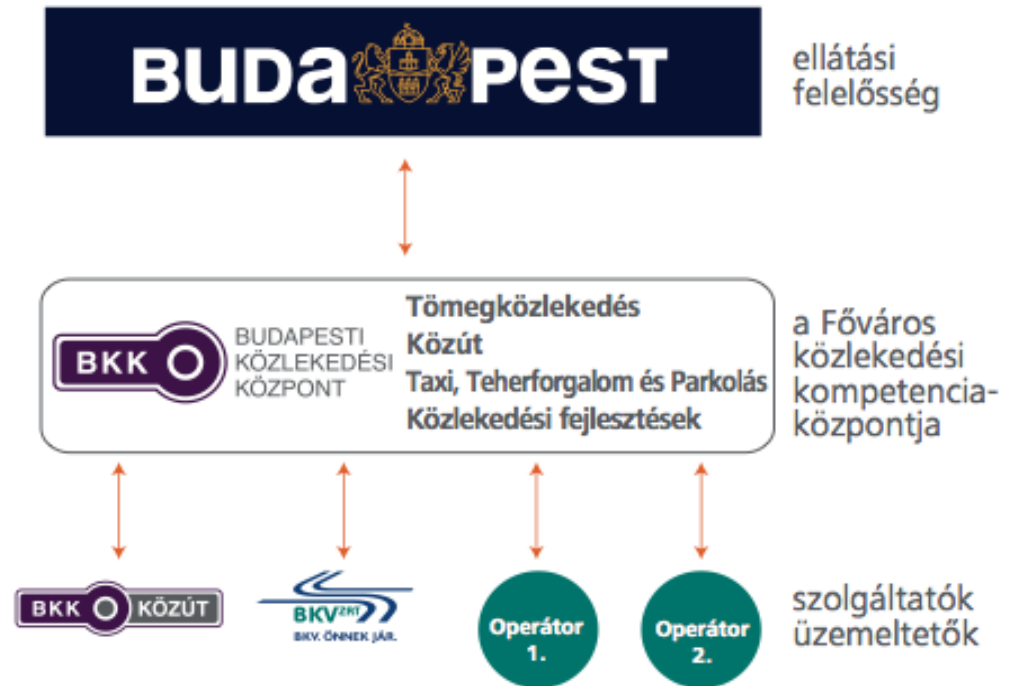 BUDAPEST
ellátási
felelősség
BKK
BUDAPESTI
KÖZLEKEDÉSI
KÖZPONT
Tömegközlekedés
Közút
Taxi, Teherforgalom és Parkolás
Közlekedési fejlesztések
a Főváros
közlekedési
kompetencia-
központja
BKK KÖZÚT
BKV ZRT
BKV. ÖNNEK JÁR.
Operátor
1.
Operátor
2.
szolgáltatók
üzemeltetők